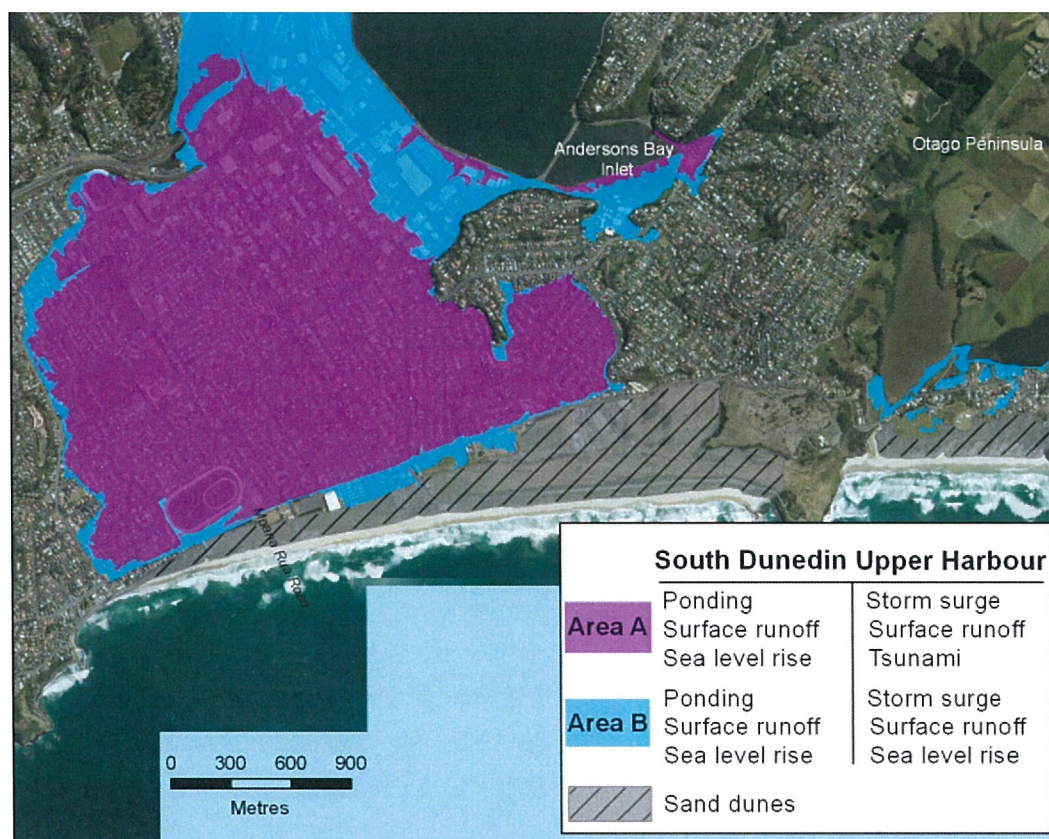 Andersons Bay
Inlet
Otago Peninsula
South Dunedin Upper Harbour
Area A
Ponding
Surface runoff
Sea level rise
Storm surge
Surface runoff
Tsunami
Area B
Ponding
Surface runoff
Sea level rise
Storm surge
Surface runoff
Sea level rise
Sand dunes
0 300 600 900
Metres